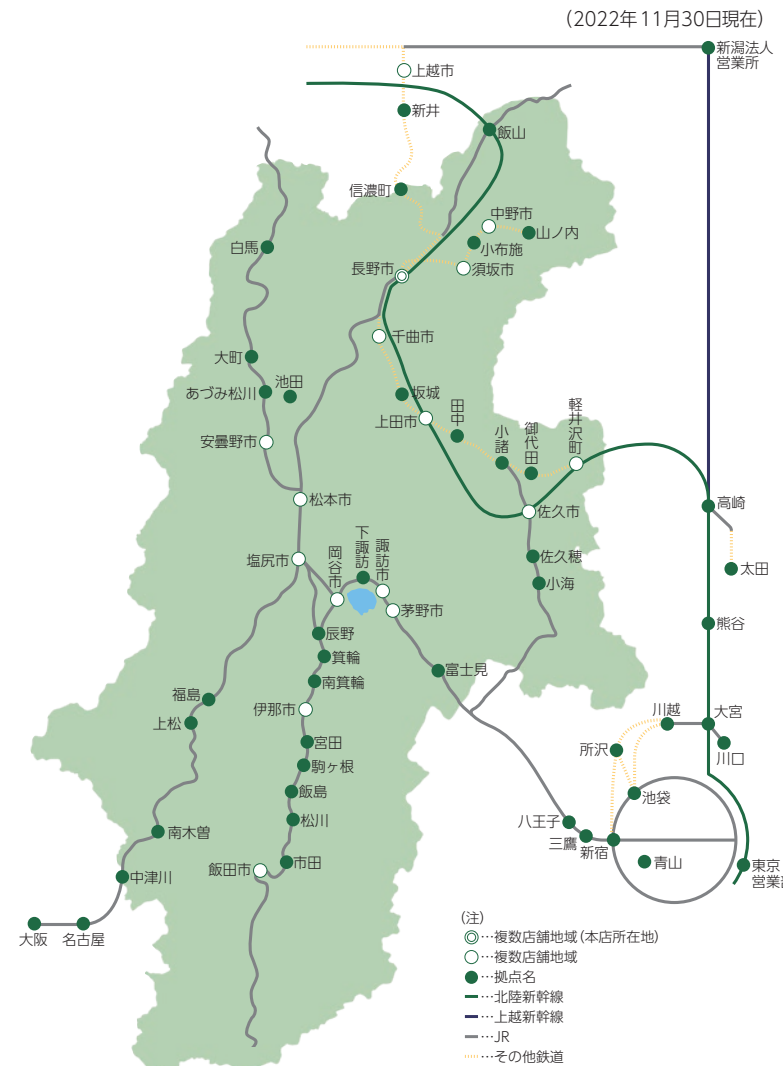 （2022年11月30日現在）
新潟法人
営業所
上越市
新井
飯山
信濃町
中野市
山ノ内
小布施
白馬
長野市
須坂市
千曲市
大町
池田
あづみ松川
坂城
田中
上田市
小諸
御代田
軽井沢町
安曇野市
松本市
佐久市
高崎
塩尻市
岡谷市
下諏訪
諏訪市
佐久穂
太田
小海
茅野市
辰野
熊谷
箕輪
富士見
南箕輪
福島
伊那市
上松
川越
大宮
宮田
所沢
川口
駒ヶ根
飯島
池袋
松川
八王子
南木曽
三鷹
新宿
青山
東京
営業部
飯田市
市田
中津川
大阪
名古屋
(注)
◎…複数店舗地域(本店所在地)
○…複数店舗地域
●…拠点名
…北陸新幹線
…上越新幹線
…JR
…その他鉄道